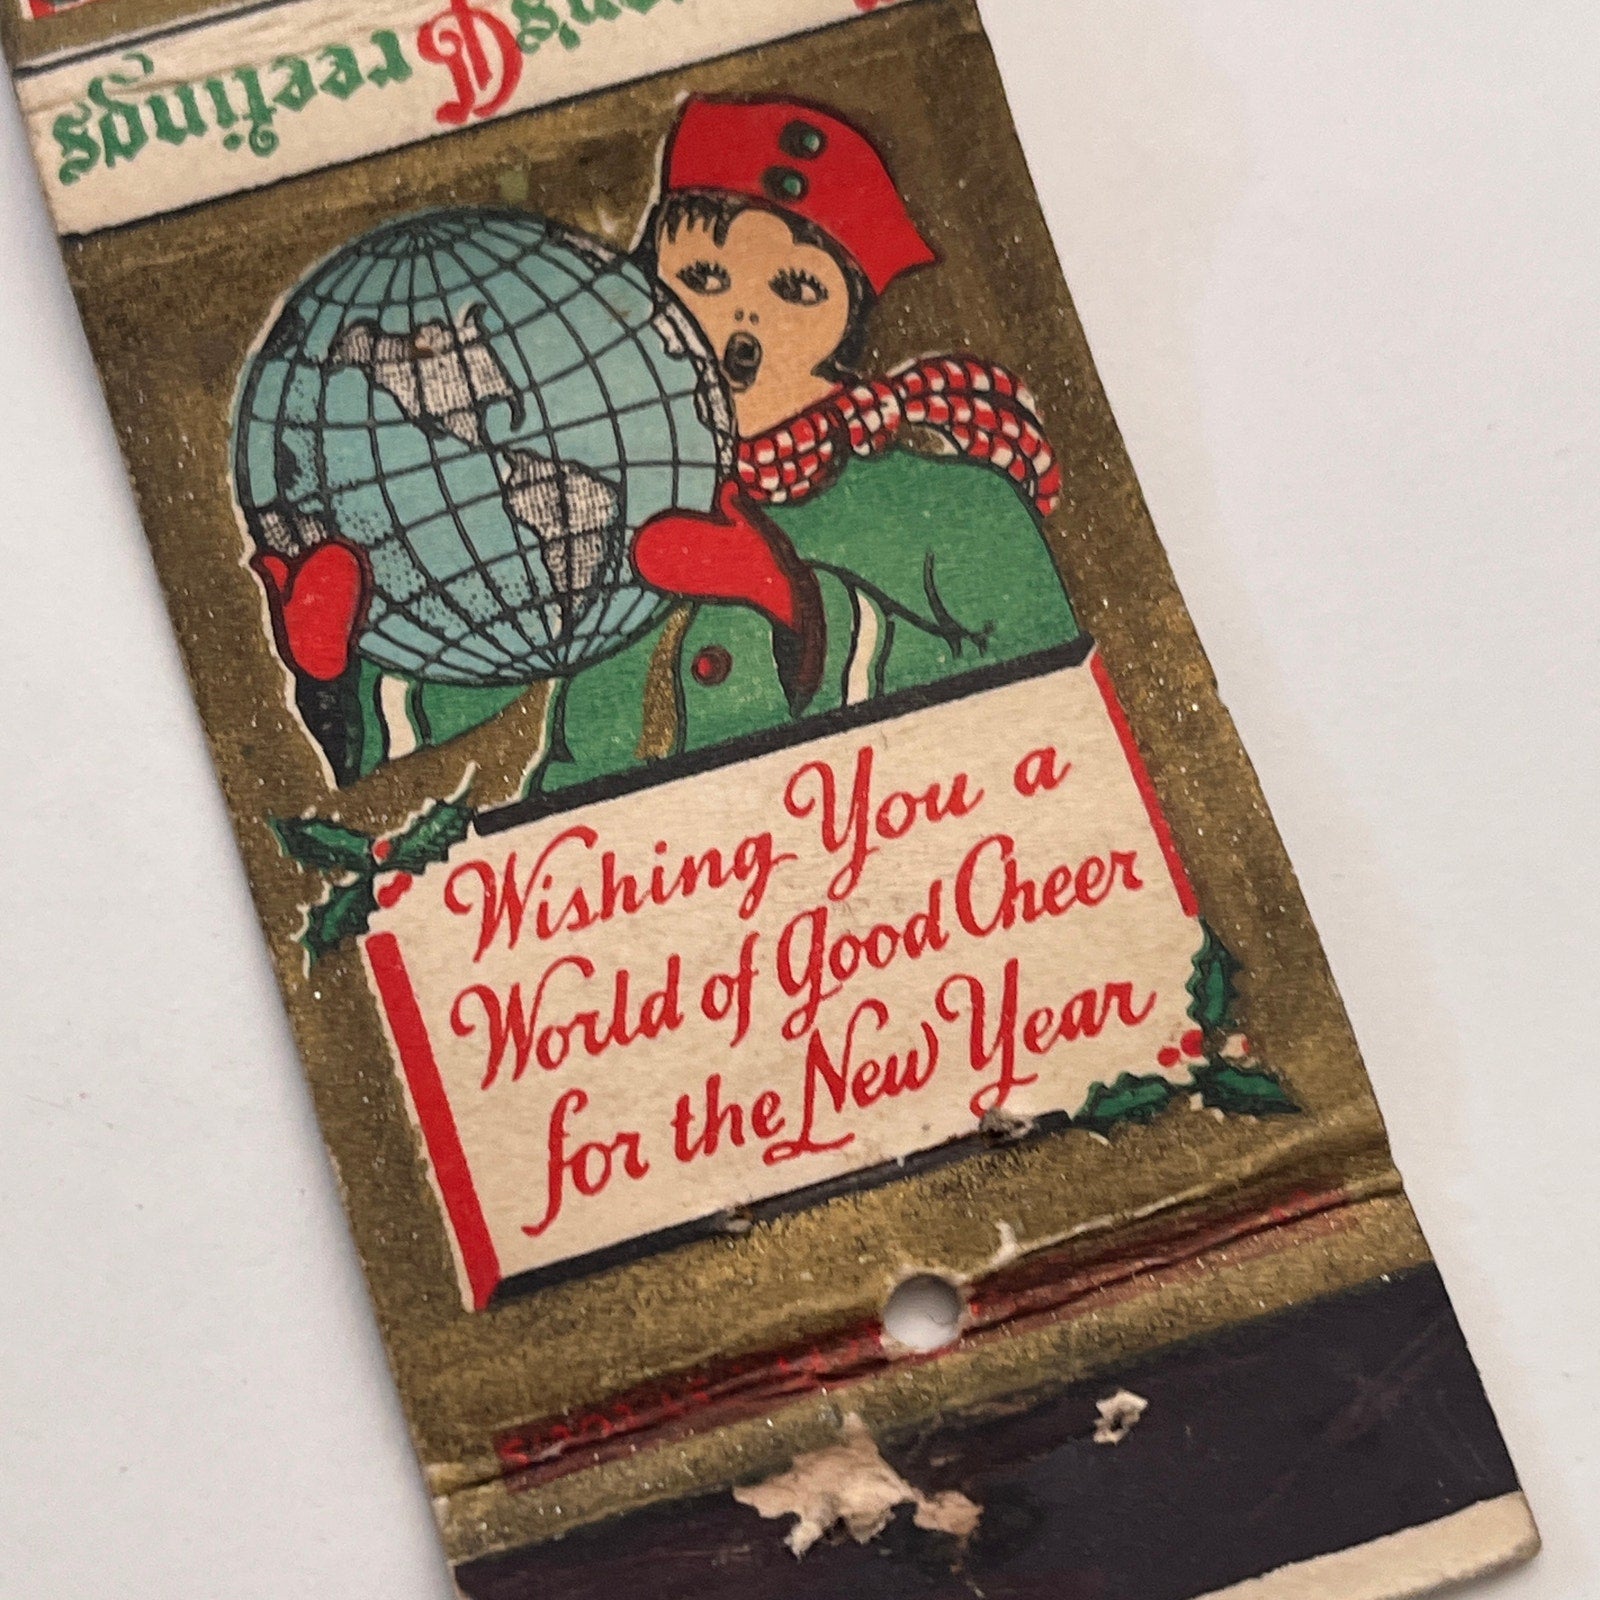 Greetings
Wishing You a
World of Good Cheer
for the New Year